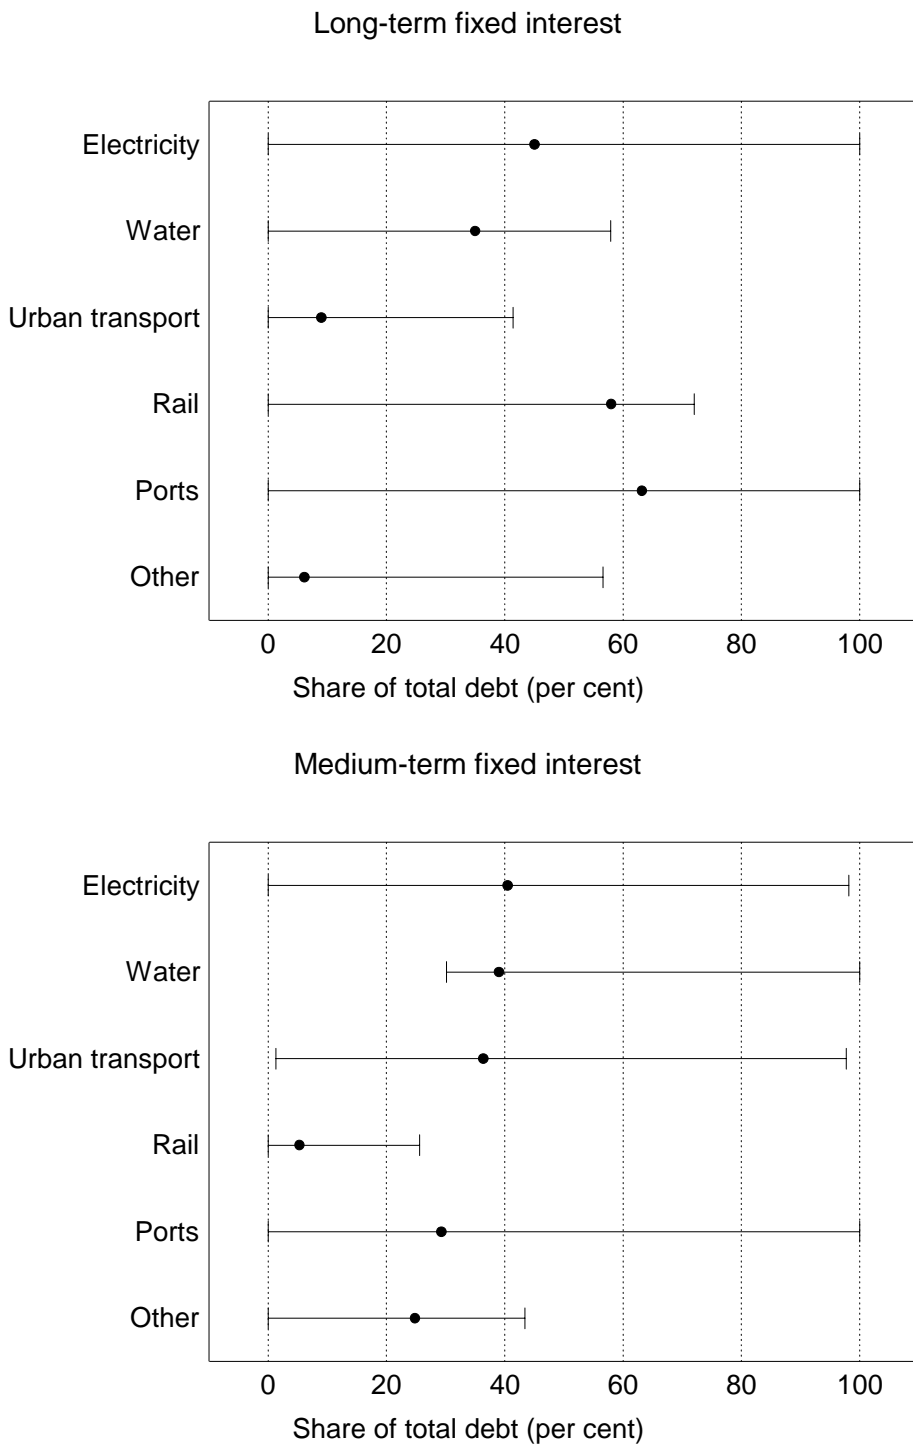 Long-term fixed interest
Electricity
Water
Urban transport
Rail
Ports
Other
0 20 40 60 80 100
Share of total debt (per cent)
Medium-term fixed interest
Electricity
Water
Urban transport
Rail
Ports
Other
0 20 40 60 80 100
Share of total debt (per cent)